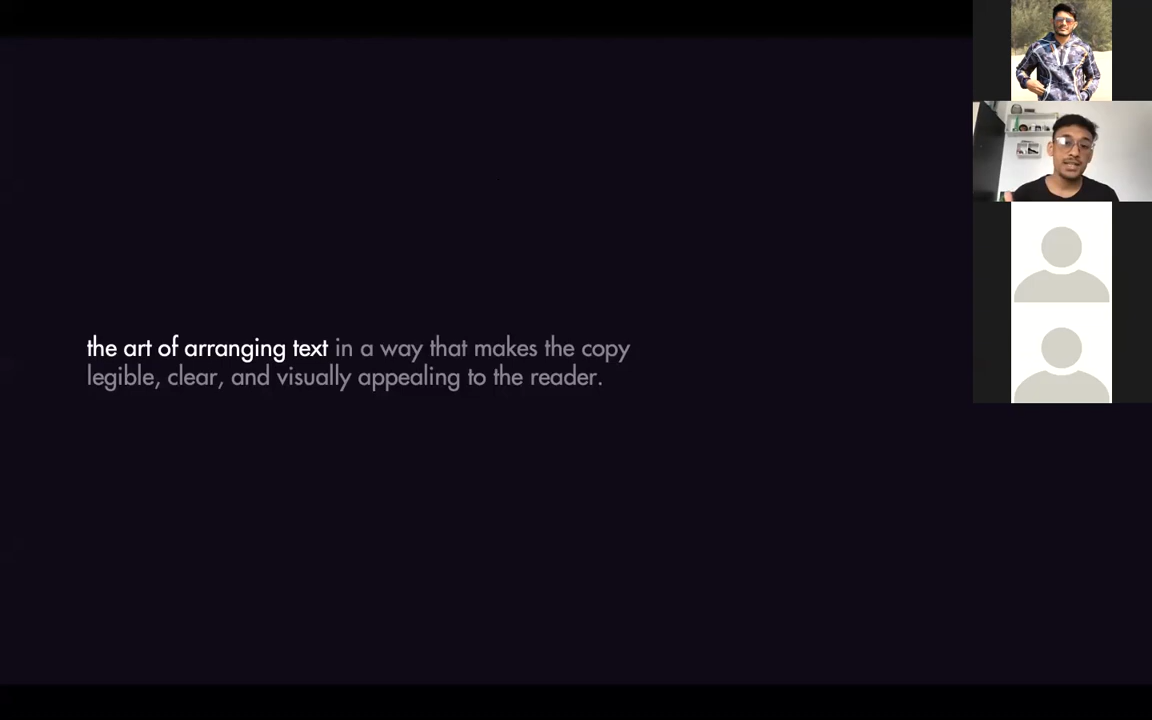 the art of arranging text in a way that makes the copy
legible, clear, and visually appealing to the reader.